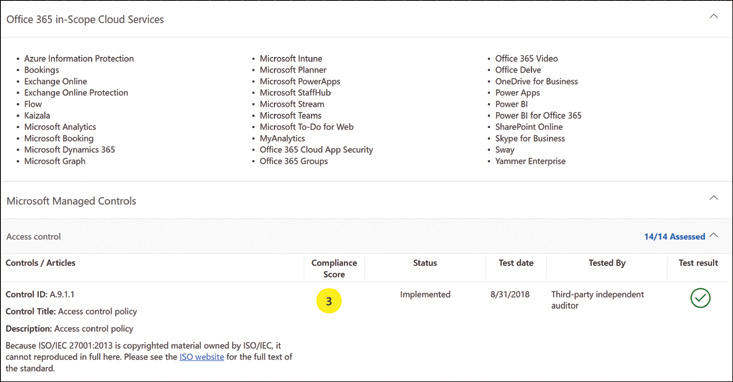 Office 365 in-Scope Cloud Services
• Azure Information Protection
• Bookings
• Exchange Online
• Exchange Online Protection
• Flow
• Kaizala
• Microsoft Analytics
• Microsoft Booking
• Microsoft Dynamics 365
• Microsoft Graph
• Microsoft Intune
• Microsoft Planner
• Microsoft PowerApps
• Microsoft StaffHub
• Microsoft Stream
• Microsoft Teams
• Microsoft To-Do for Web
• MyAnalytics
• Office 365 Cloud App Security
• Office 365 Groups
• Office 365 Video
• Office Delve
• OneDrive for Business
• Power Apps
• Power BI
• Power BI for Office 365
• SharePoint Online
• Skype for Business
• Sway
• Yammer Enterprise
Microsoft Managed Controls
Access control
14/14 Assessed
Controls / Articles
Compliance
Score
Status
Test date
Tested By
Test result
Control ID: A.9.1.1
Control Title: Access control policy
Description: Access control policy
Because ISO/IEC 27001:2013 is copyrighted material owned by ISO/IEC, it
cannot reproduced in full here. Please see the ISO website for the full text of
the standard.
3
Implemented
8/31/2018
Third-party independent
auditor